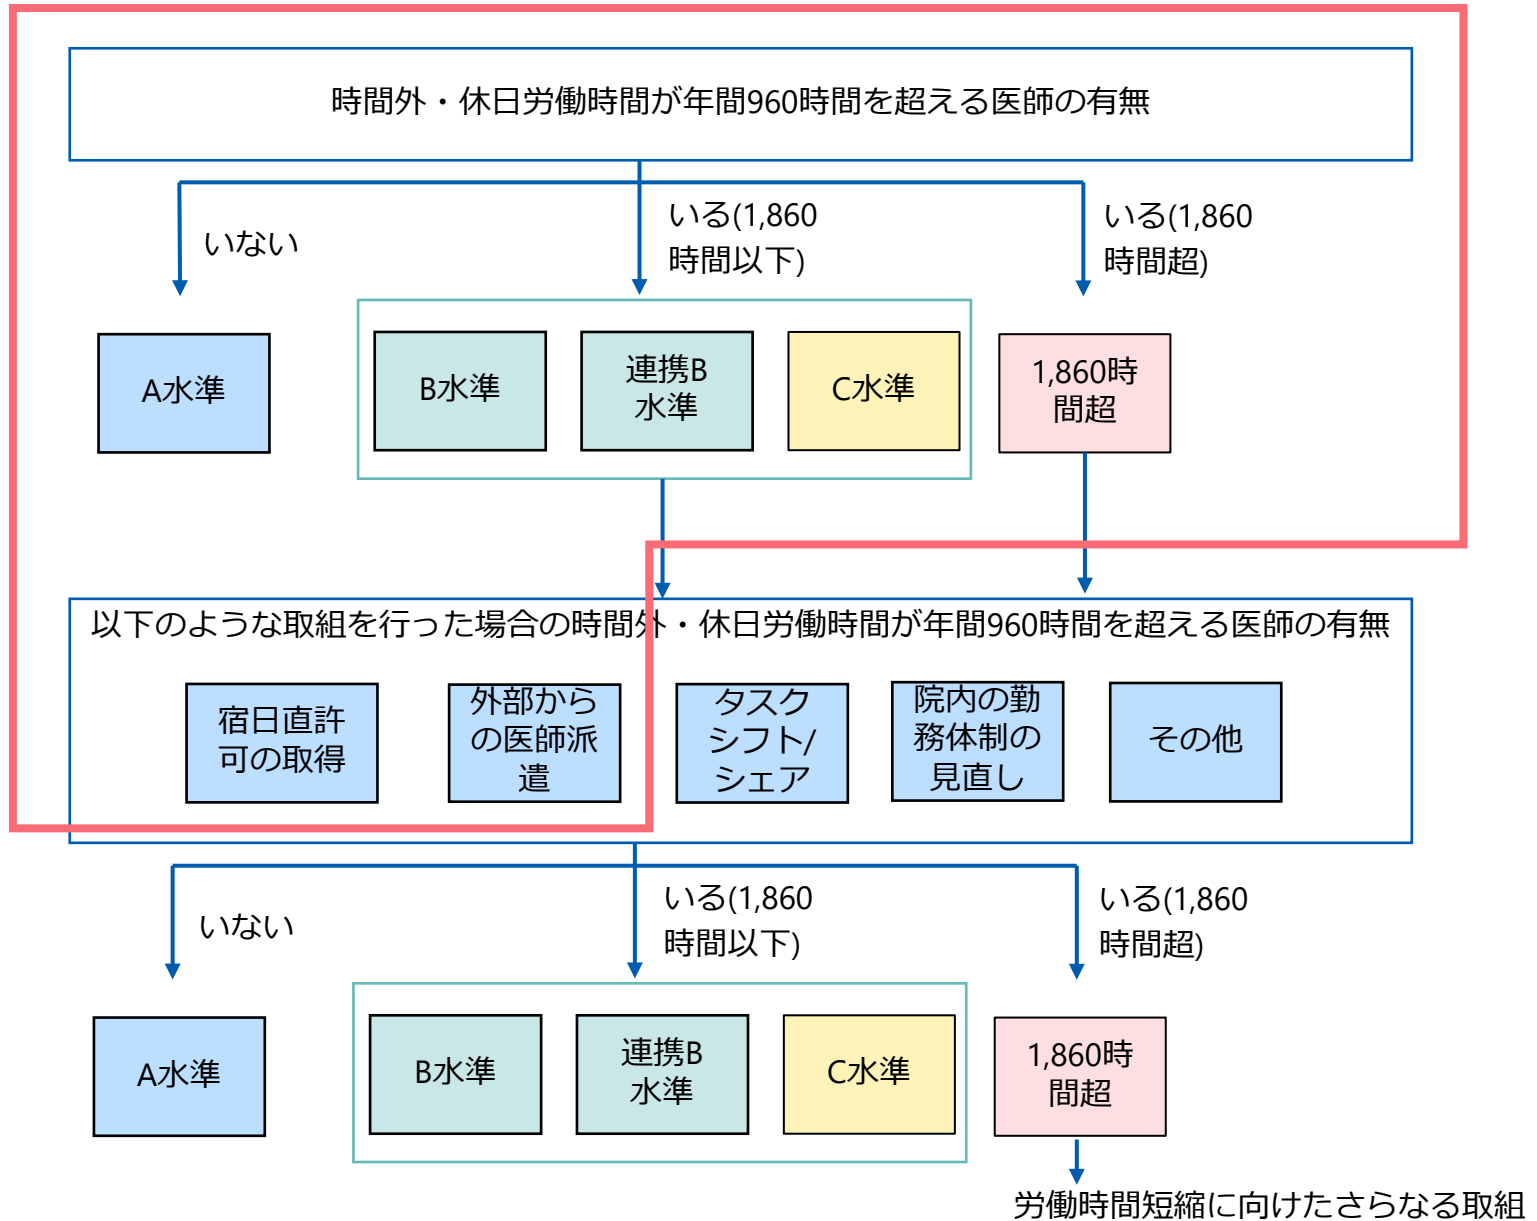 時間外・休日労働時間が年間960時間を超える医師の有無
いない
いる(1,860
時間以下)
いる(1,860
時間超)
A水準
B水準
連携B
水準
C水準
1,860時
間超
以下のような取組を行った場合の時間外・休日労働時間が年間960時間を超える医師の有無
宿日直許
可の取得
外部から
の医師派
遣
タスク
シフト/
シェア
院内の勤
務体制の
見直し
その他
いない
いる(1,860
時間以下)
いる(1,860
時間超)
A水準
B水準
連携B
水準
C水準
1,860時
間超
労働時間短縮に向けたさらなる取組